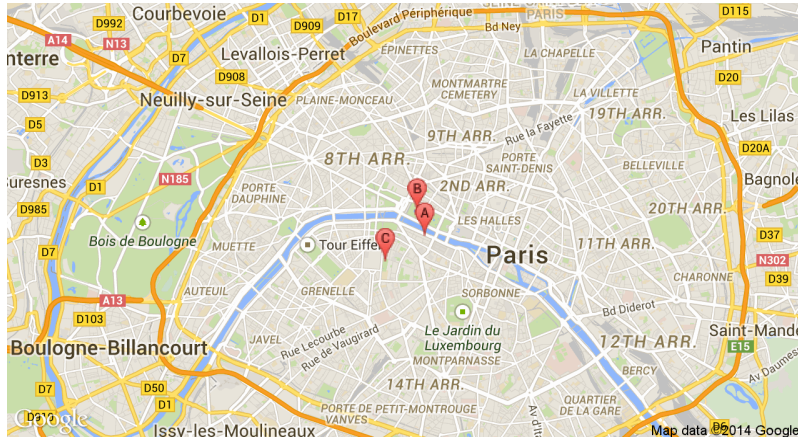 Courbevoie
D1
D17
Boulevard Périphérique
D115
D992
D909
Bd Ney
PARIS
A14
N13
nterre
D7
Levallois-Perret
ÉPINETTES
LA CHAPELLE
Pantin
D908
MONTMARTRE
CEMETERY
D20
D913
Neuilly-sur-Seine
PLAINE-MONCEAU
LA VILLETTE
19TH ARR.
Les Lilas
D5
9TH ARR.
Rue la Fayette
D20A
D3
8TH ARR.
PORTE
SAINT-DENIS
BELLEVILLE
uresnes
D1
N185
PORTE
DAUPHINE
B
2ND ARR.
Bagnole
D985
A
LES HALLES
20TH ARR.
Bois de Boulogne
MUETTE
Tour Eiffel
C
Paris
11TH ARR.
D37
D7
N302
CHARONNE
D39
AUTEUIL
GRENELLE
SORBONNE
A13
Bd Diderot
D103
JAVEL
Rue Lecourbe
Rue de Vaugirard
Le Jardin du
Luxembourg
12TH ARR.
Saint-Mande
E15
Boulogne-Billancourt
MONTPARNASSE
Av Daumes
BERCY
D7
D50
14TH ARR.
QUARTIER
DE LA GARE
D1
PORTE DE PETIT-MONTROUGE
VANVES
Av d'It
D6
Google
Issy-les-Moulineaux
Map data ©2014 Google